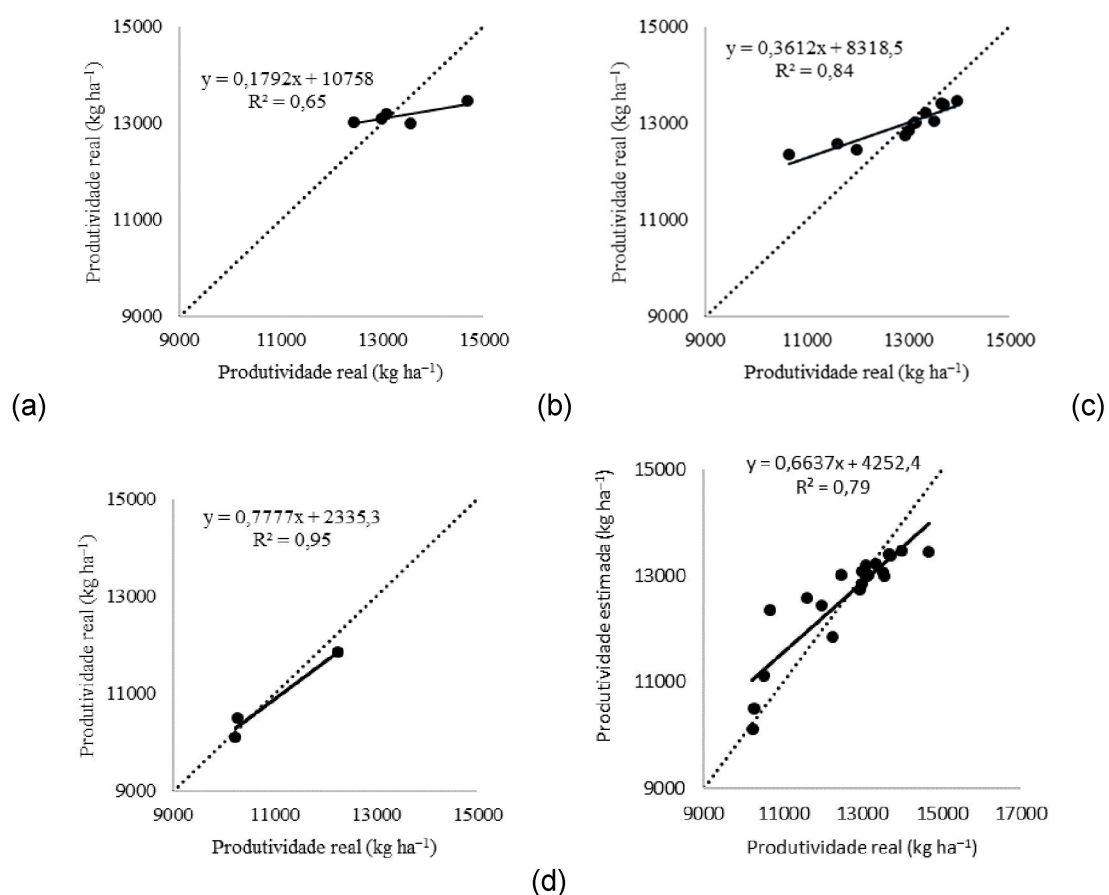 15000
y = 0,1792x + 10758
R² = 0,65
13000
11000
9000
Produtividade real (kg ha⁻¹)
9000 11000 13000 15000
Produtividade real (kg ha⁻¹)
(a)
15000
y = 0,3612x + 8318,5
R² = 0,84
13000
11000
9000
Produtividade real (kg ha⁻¹)
9000 11000 13000 15000
Produtividade real (kg ha⁻¹)
(b)
(c)
15000
y = 0,7777x + 2335,3
R² = 0,95
13000
11000
9000
Produtividade real (kg ha⁻¹)
9000 11000 13000 15000
Produtividade real (kg ha⁻¹)
15000
y = 0,6637x + 4252,4
R² = 0,79
13000
11000
9000
Produtividade estimada (kg ha⁻¹)
9000 11000 13000 15000 17000
Produtividade real (kg ha⁻¹)
(d)